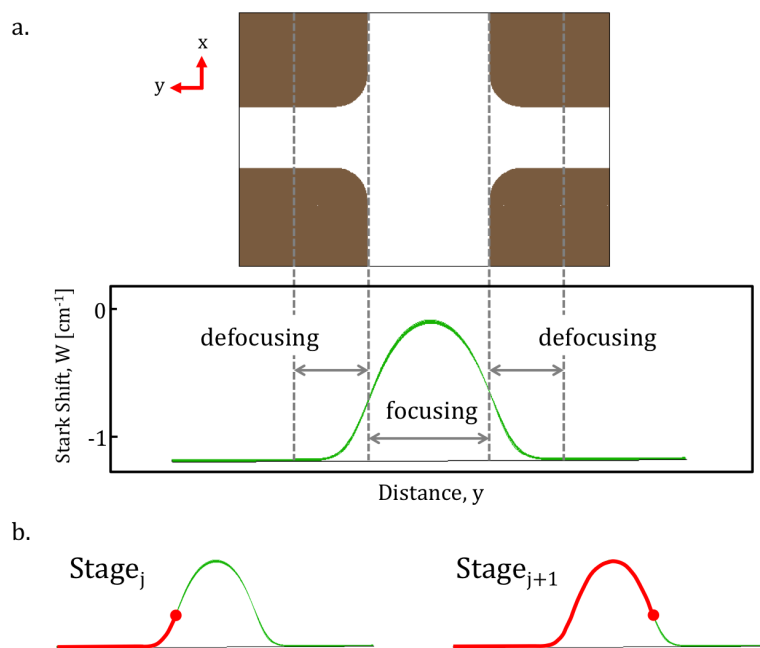 a.
x
y
0
defocusing
defocusing
focusing
-1
Stark Shift, W [cm⁻¹]
Distance, y
b.
Stageⱼ
Stageⱼ₊₁